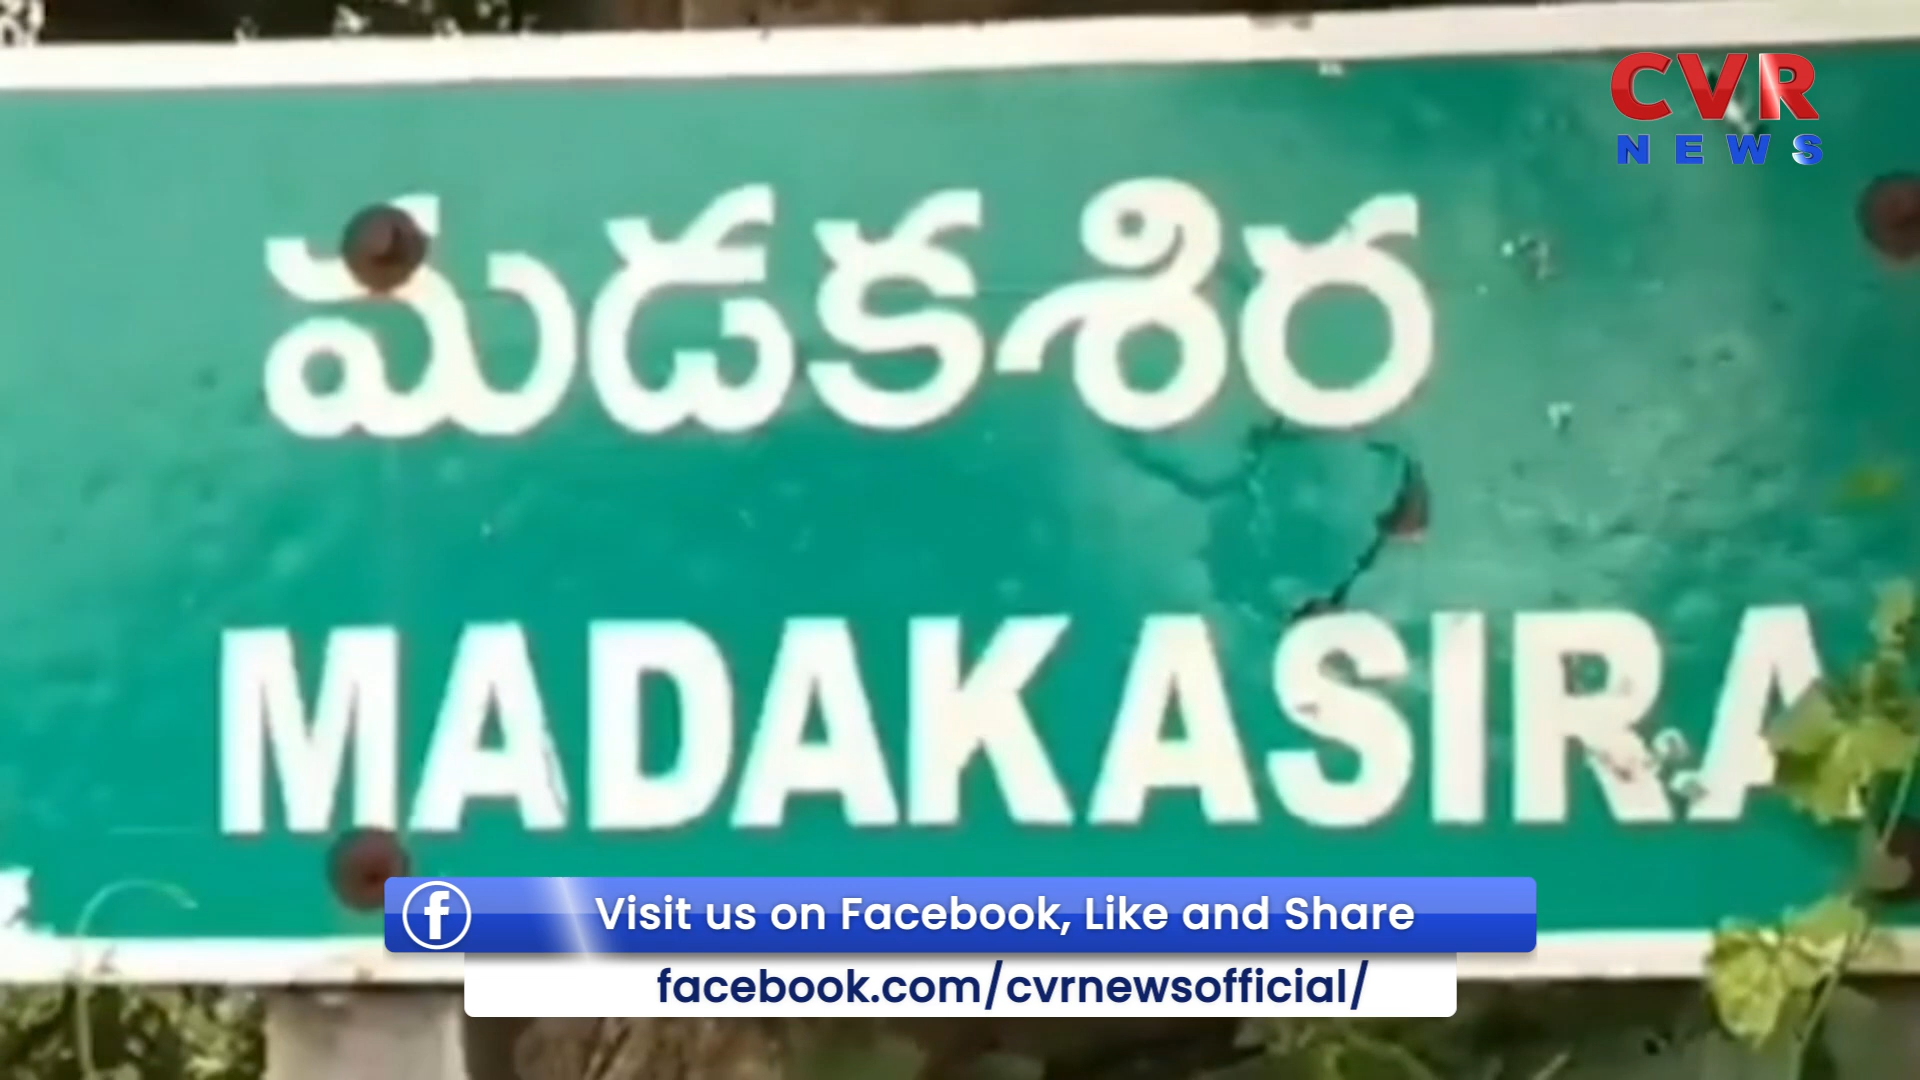 CVR
NEWS
మడకశిర
MADAKASIRA
Visit us on Facebook, Like and Share
facebook.com/cvrnewsofficial/